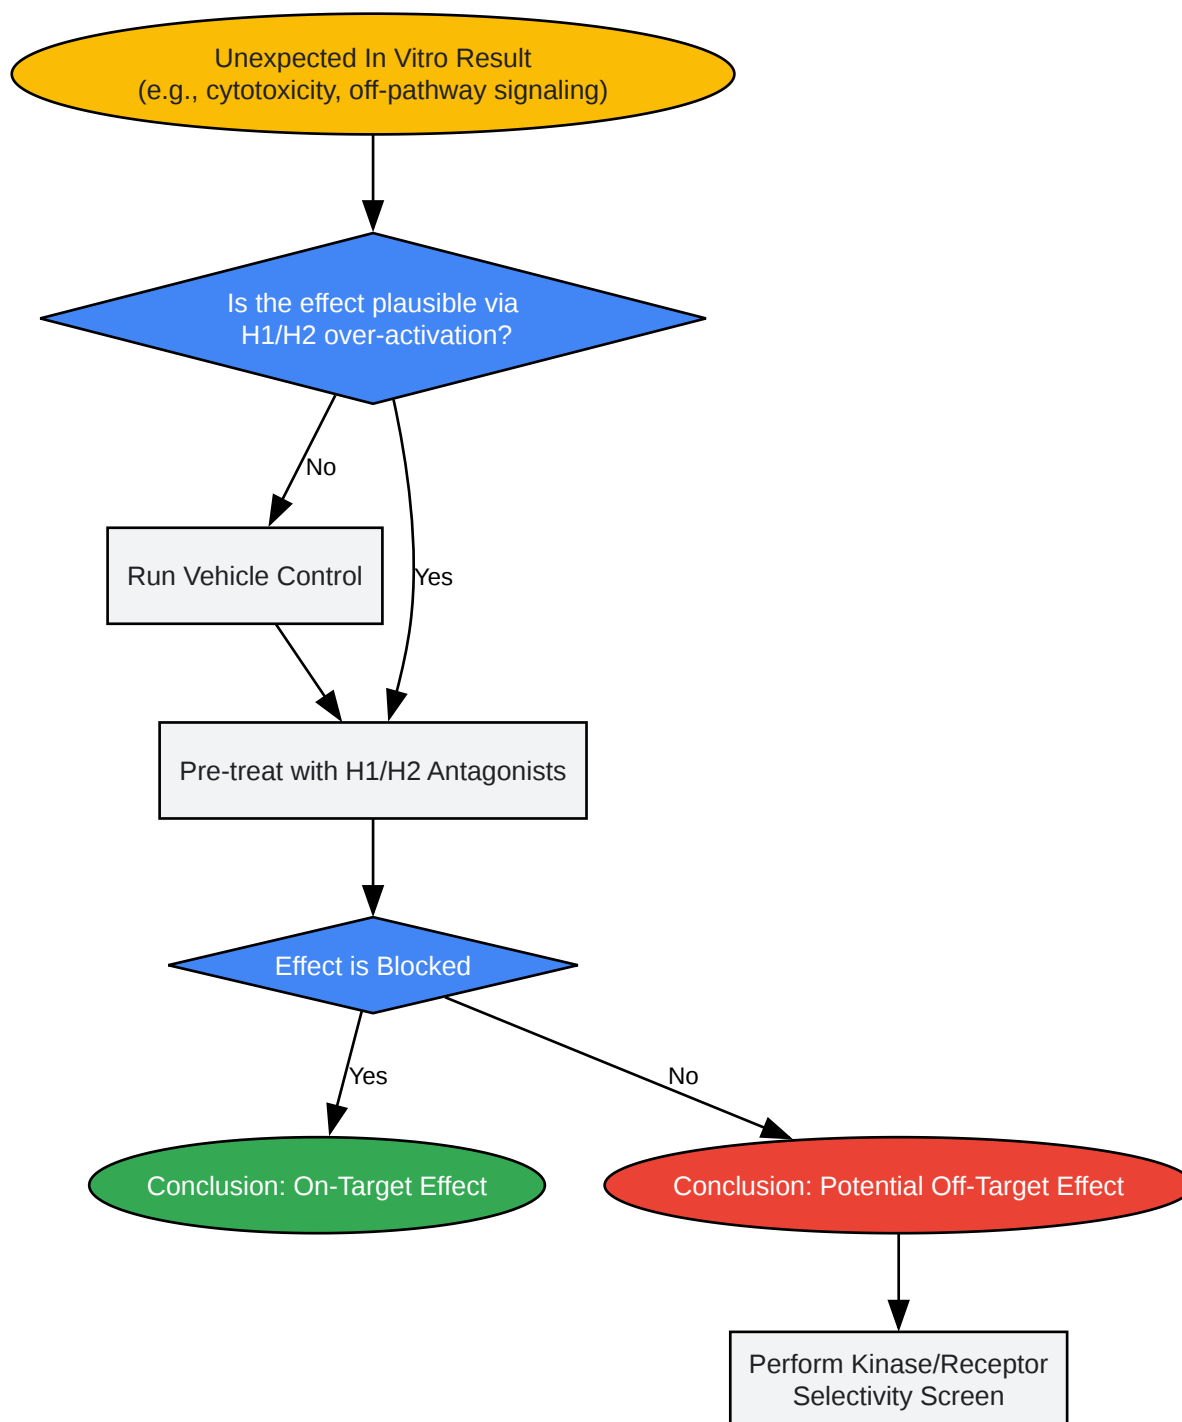 Unexpected In Vitro Result
(e.g., cytotoxicity, off-pathway signaling)
Is the effect plausible via
H1/H2 over-activation?
No
Run Vehicle Control
Yes
Pre-treat with H1/H2 Antagonists
Effect is Blocked
Yes
No
Conclusion: On-Target Effect
Conclusion: Potential Off-Target Effect
Perform Kinase/Receptor
Selectivity Screen